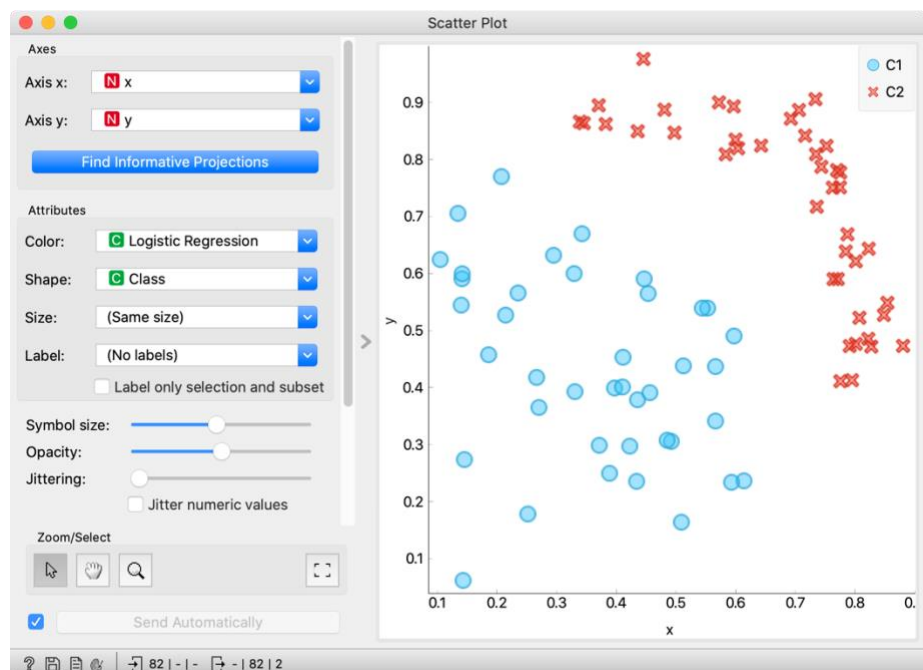 Scatter Plot
Axes
Axis x: N x
Axis y: N y
Find Informative Projections
Attributes
Color: C Logistic Regression
Shape: C Class
Size: (Same size)
Label: (No labels)
Label only selection and subset
Symbol size:
Opacity:
Jittering:
Jitter numeric values
Zoom/Select
Send Automatically
? 82 | - | - - | 82 | 2
C1
C2
y
0.9
0.8
0.7
0.6
0.5
0.4
0.3
0.2
0.1
0.1 0.2 0.3 0.4 0.5 0.6 0.7 0.8 0.
x